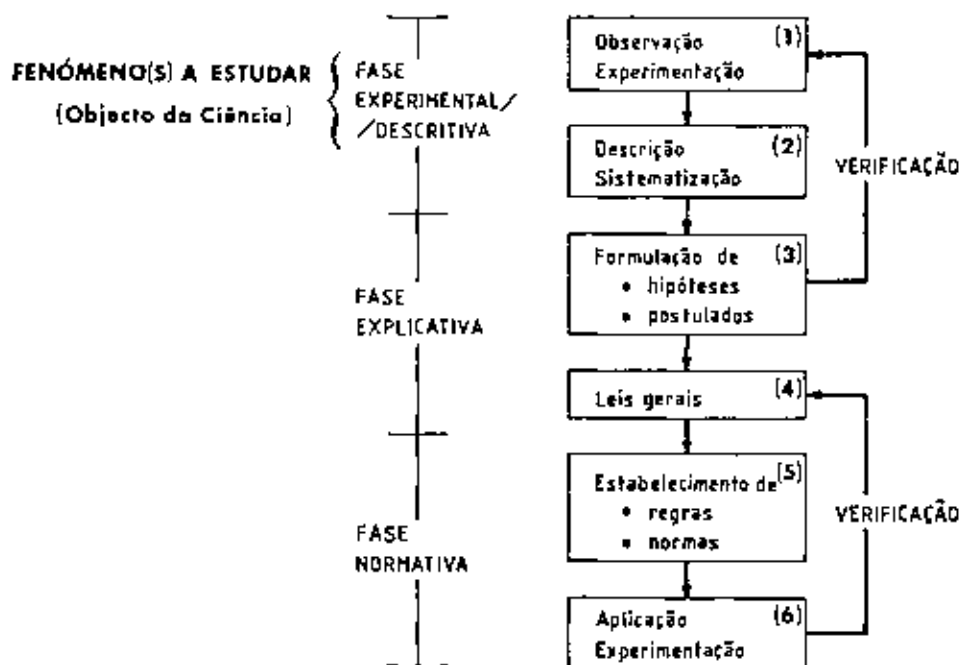 FENÓMENO(S) A ESTUDAR
(Objecto da Ciência)
FASE
EXPERIMENTAL/
/DESCRITIVA
FASE
EXPLICATIVA
FASE
NORMATIVA
Observação (1)
Experimentação
Descrição (2)
Sistematização
Formulação de (3)
• hipóteses
• postulados
Leis gerais (4)
Estabelecimento de (5)
• regras
• normas
Aplicação (6)
Experimentação
VERIFICAÇÃO
VERIFICAÇÃO